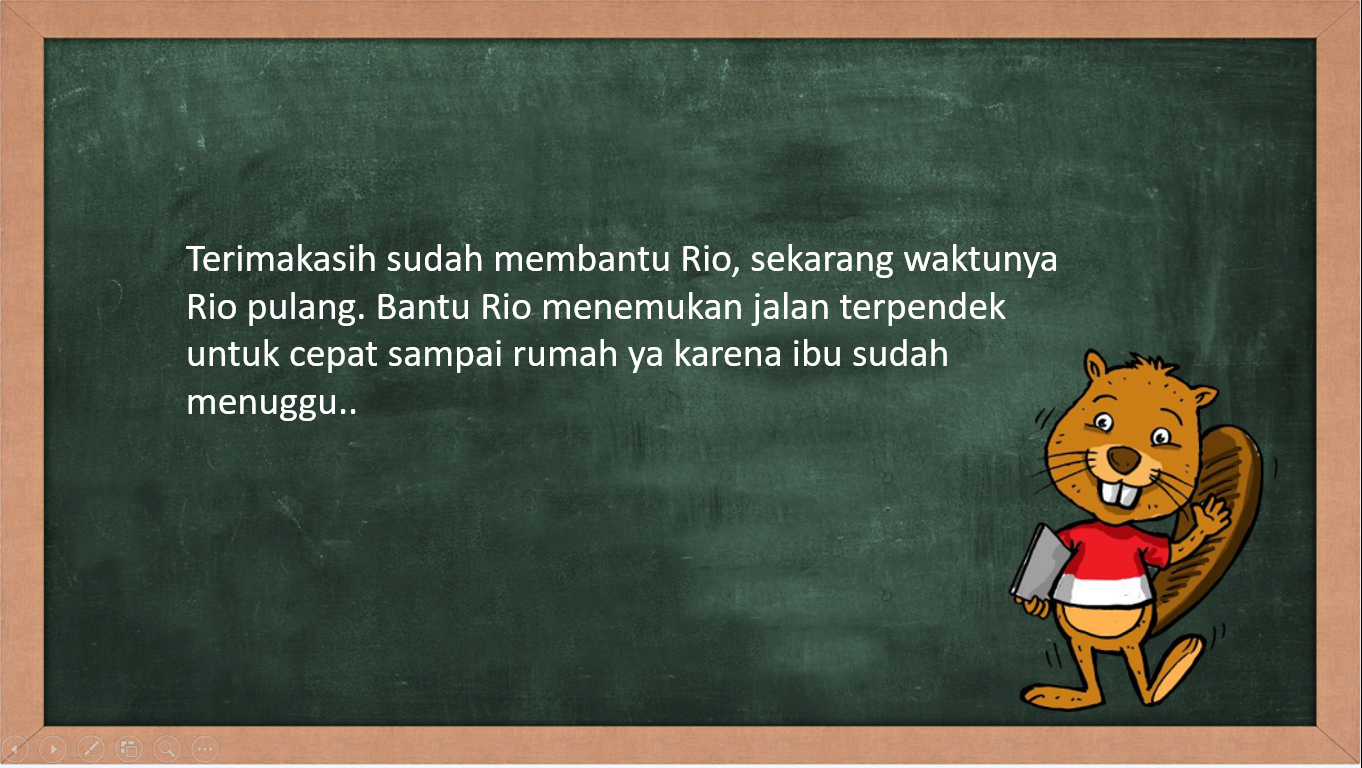 Terimakasih sudah membantu Rio, sekarang waktunya
Rio pulang. Bantu Rio menemukan jalan terpendek
untuk cepat sampai rumah ya karena ibu sudah
menuggu..